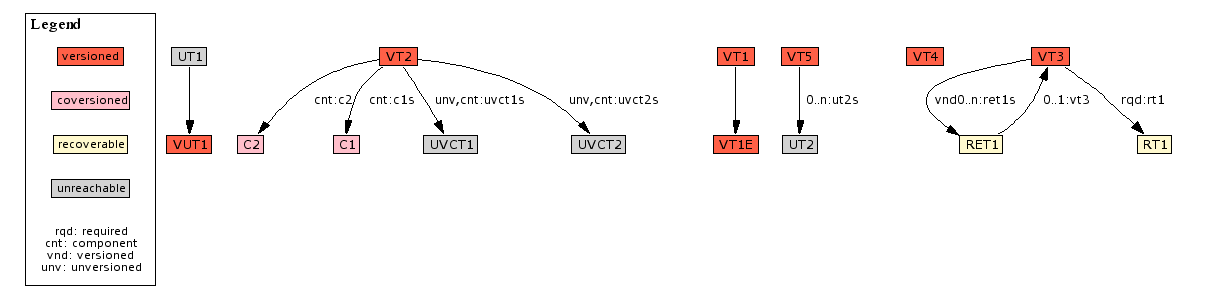 Legend
versioned
coversioned
recoverable
unreachable
rqd: required
cnt: component
vnd: versioned
unv: unversioned
UT1
VT2
VT1
VT5
VT4
VT3
cnt:c2
cnt:c1s
unv,cnt:uvct1s
unv,cnt:uvct2s
0..n:ut2s
vnd0..n:ret1s
0..1:vt3
rqd:rt1
VUT1
C2
C1
UVCT1
UVCT2
VT1E
UT2
RET1
RT1